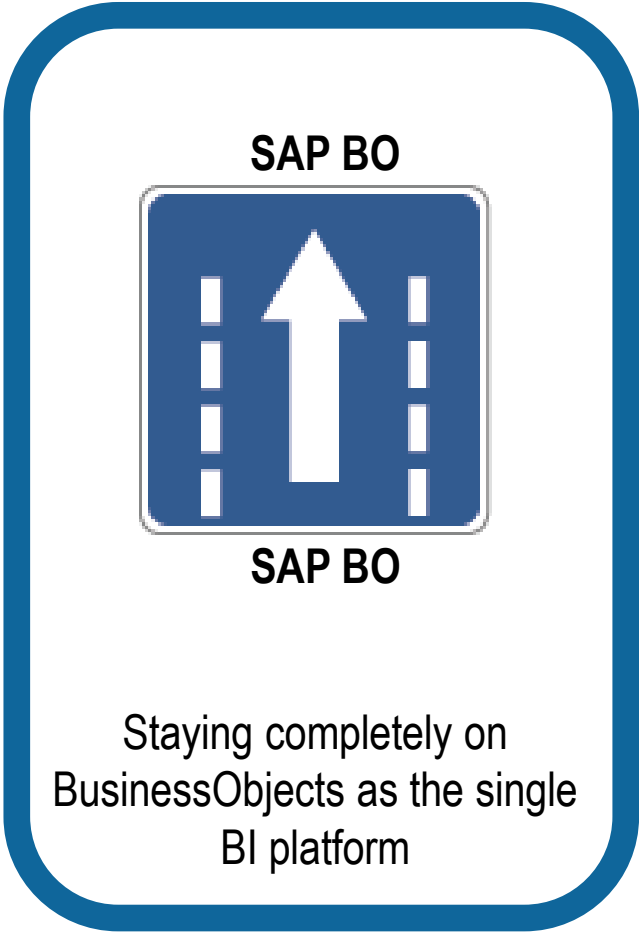 SAP BO
SAP BO
Staying completely on
BusinessObjects as the single
BI platform